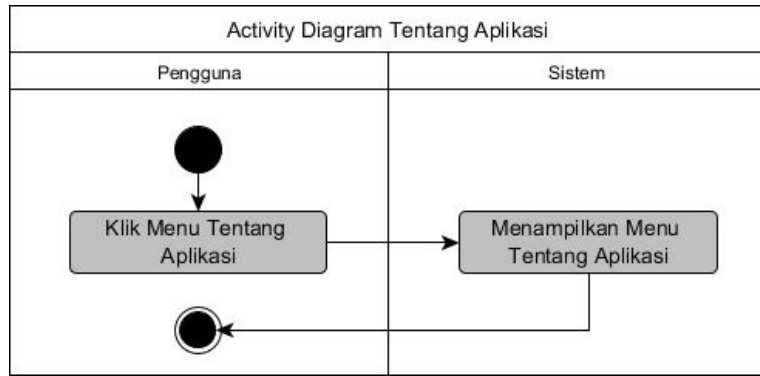 Activity Diagram Tentang Aplikasi
Pengguna
Sistem
Klik Menu Tentang
Aplikasi
Menampilkan Menu
Tentang Aplikasi